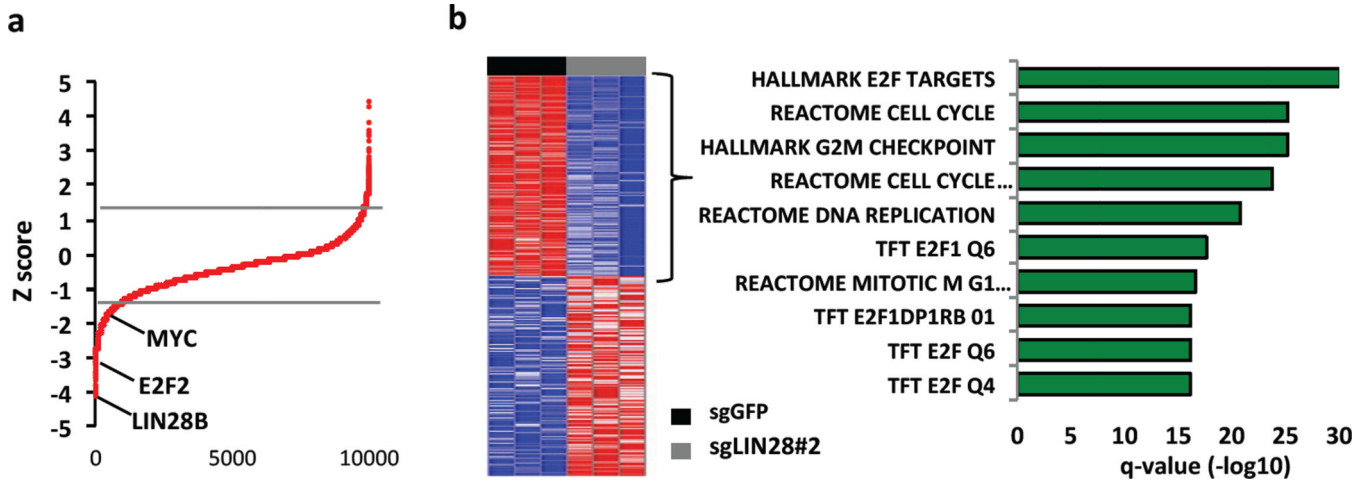 a
b
5
4
3
2
1
0
-1
-2
-3
-4
-5
Z score
MYC
E2F2
LIN28B
0
5000
10000
sgGFP
sgLIN28#2
HALLMARK E2F TARGETS
REACTOME CELL CYCLE
HALLMARK G2M CHECKPOINT
REACTOME CELL CYCLE...
REACTOME DNA REPLICATION
TFT E2F1 Q6
REACTOME MITOTIC M G1...
TFT E2F1DP1RB 01
TFT E2F Q6
TFT E2F Q4
0 5 10 15 20 25 30
q-value (-log10)